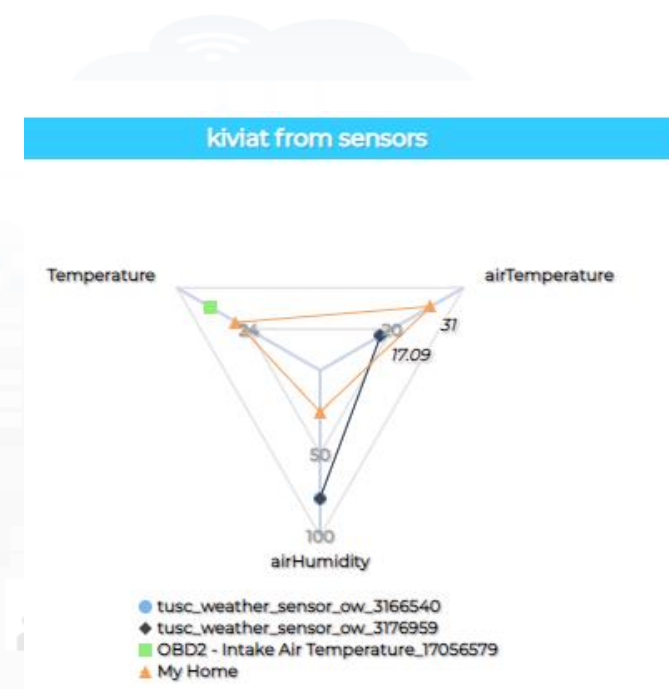 kiviat from sensors
Temperature
airTemperature
24
20
31
17.09
50
100
airHumidity
tusc_weather_sensor_ow_3166540
tusc_weather_sensor_ow_3176959
OBD2 - Intake Air Temperature_17056579
My Home